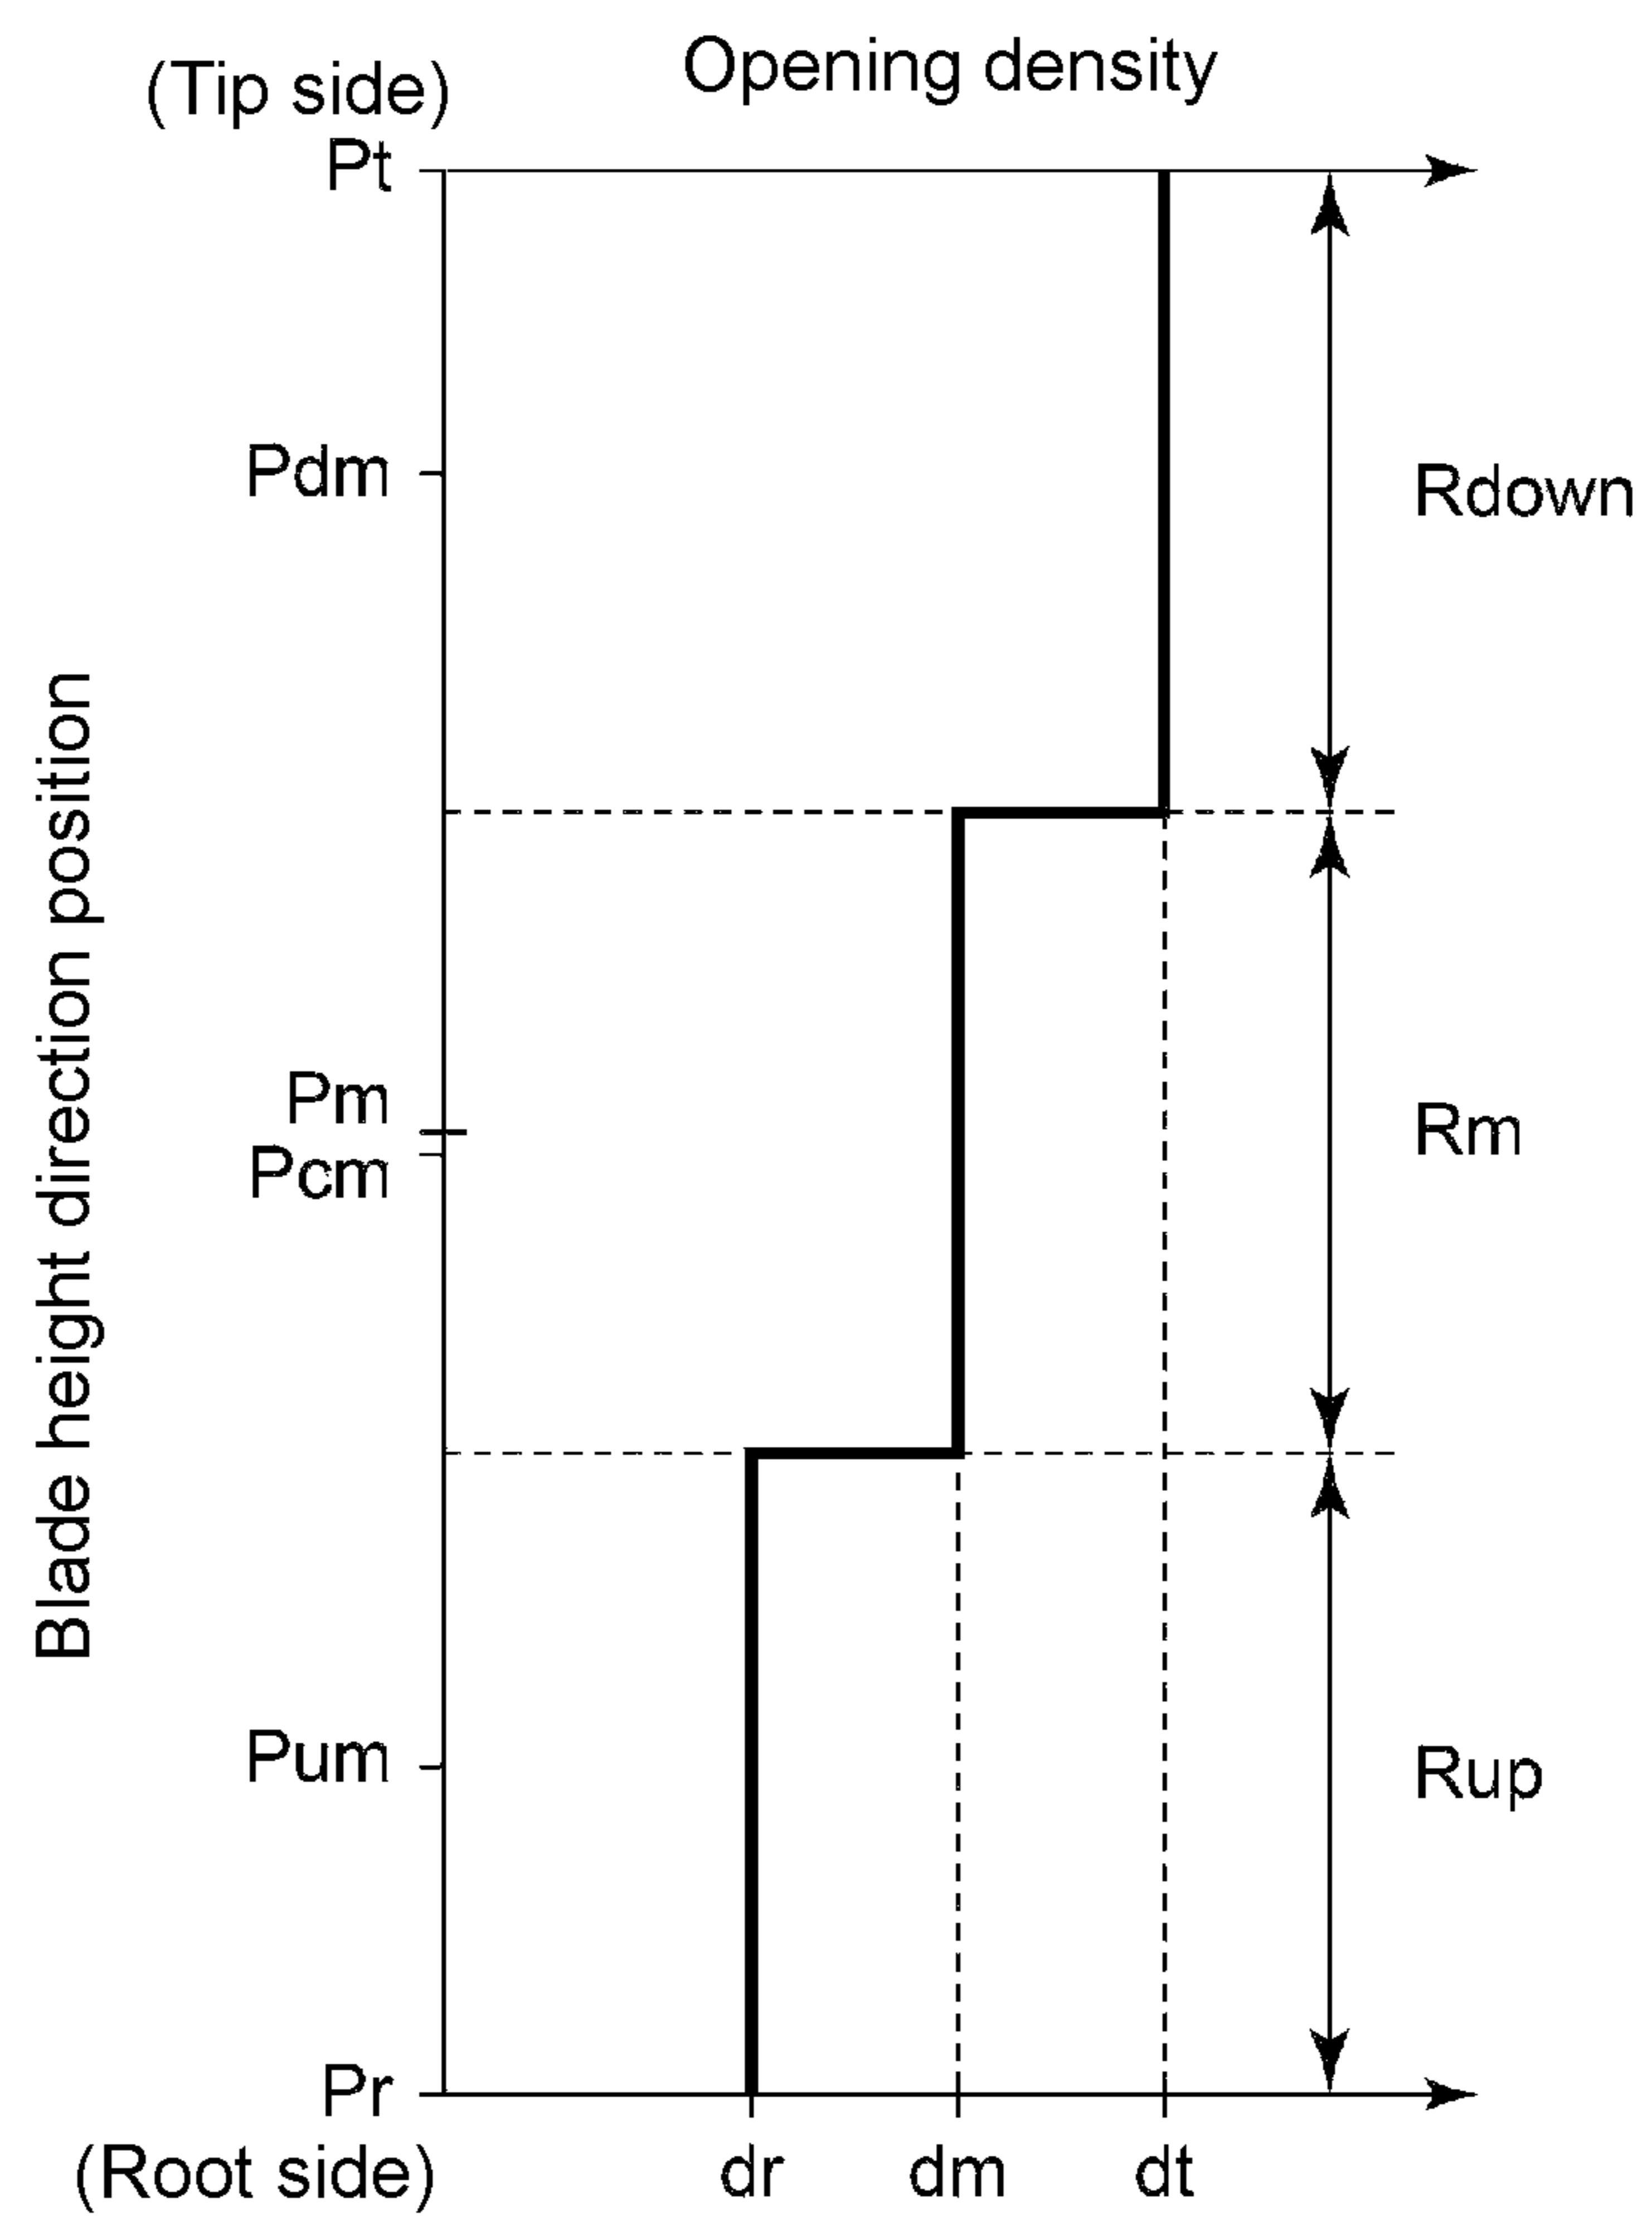 Opening density
(Tip side)
Pt
Pdm
Rdown
Blade height direction position
Pm
Rm
Pcm
Pum
Rup
Pr
(Root side)
dr
dm
dt